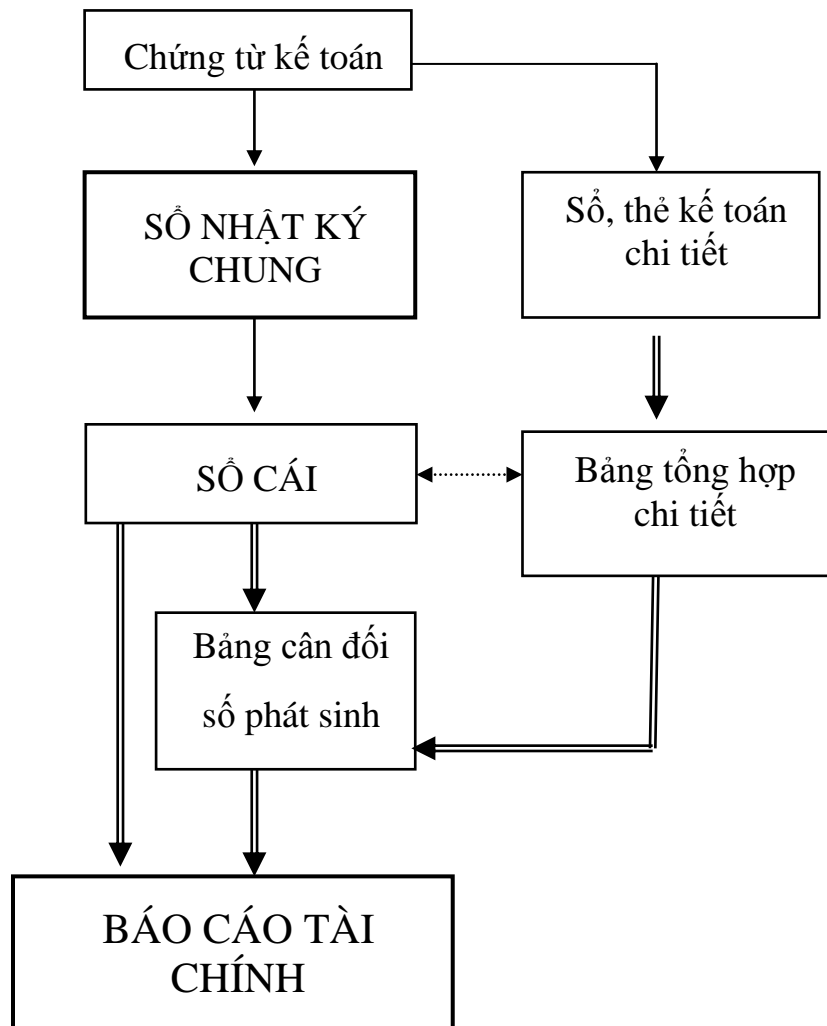 Chứng từ kế toán
SỔ NHẬT KÝ
CHUNG
Sổ, thẻ kế toán
chi tiết
SỔ CÁI
Bảng tổng hợp
chi tiết
Bảng cân đối
số phát sinh
BÁO CÁO TÀI
CHÍNH